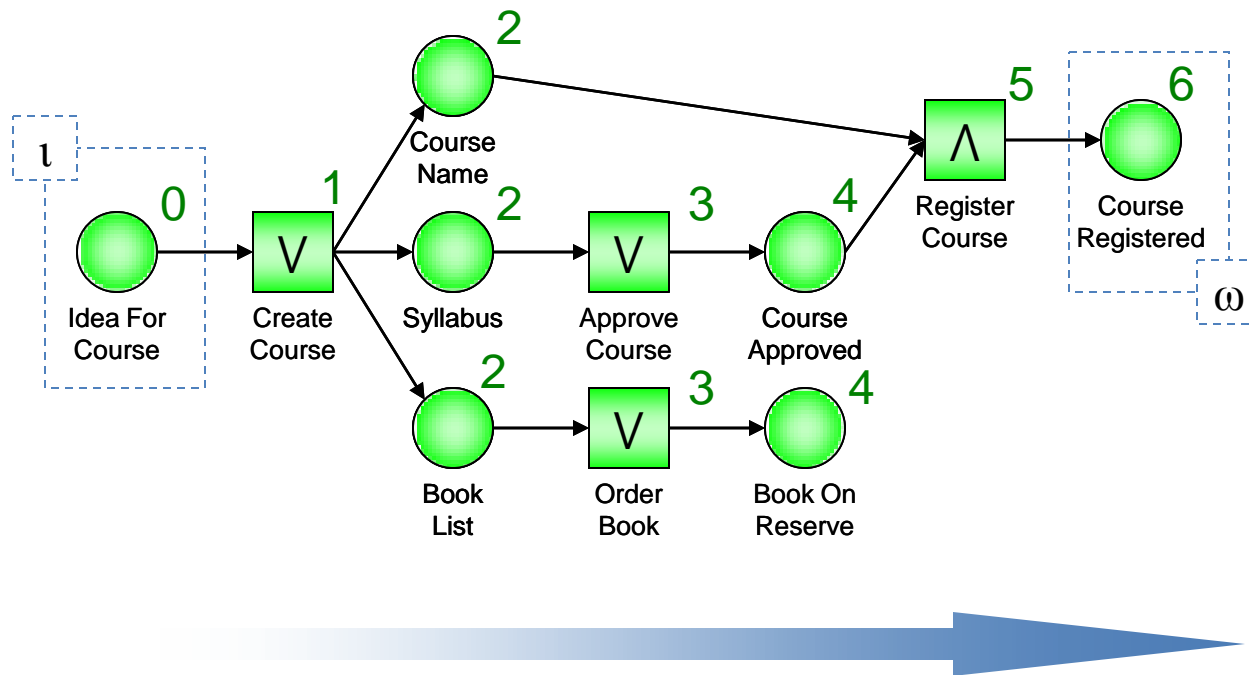 2
Course
Name
5
Λ
Register
Course
6
Course
Registered
ω
ι
0
Idea For
Course
1
V
Create
Course
2
Syllabus
3
V
Approve
Course
4
Course
Approved
2
Book
List
3
V
Order
Book
4
Book On
Reserve